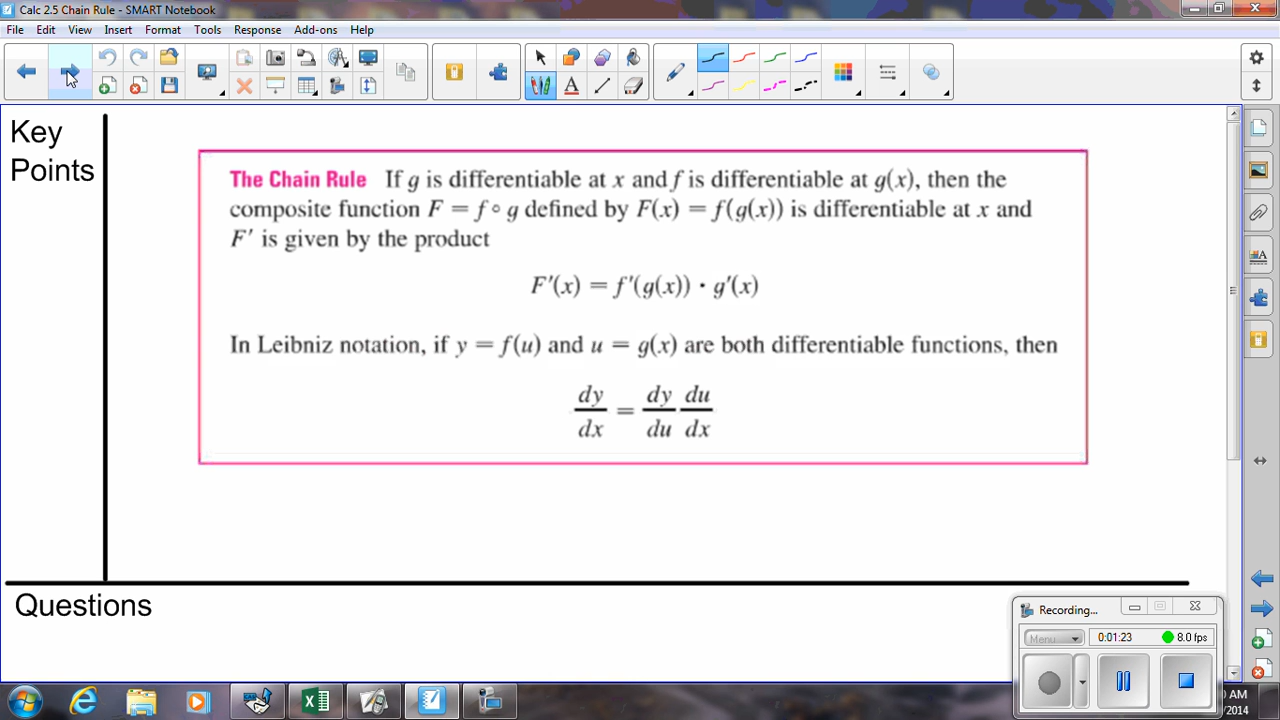 Calc 2.5 Chain Rule - SMART Notebook
File Edit View Insert Format Tools Response Add-ons Help
Key
Points
The Chain Rule If g is differentiable at x and f is differentiable at g(x), then the
composite function F = f ∘ g defined by F(x) = f(g(x)) is differentiable at x and
F′ is given by the product
F′(x) = f′(g(x)) · g′(x)
In Leibniz notation, if y = f(u) and u = g(x) are both differentiable functions, then
dy/dx = dy/du du/dx
Questions
Recording...
Menu 0:01:23 8.0 fps
0 AM
/2014